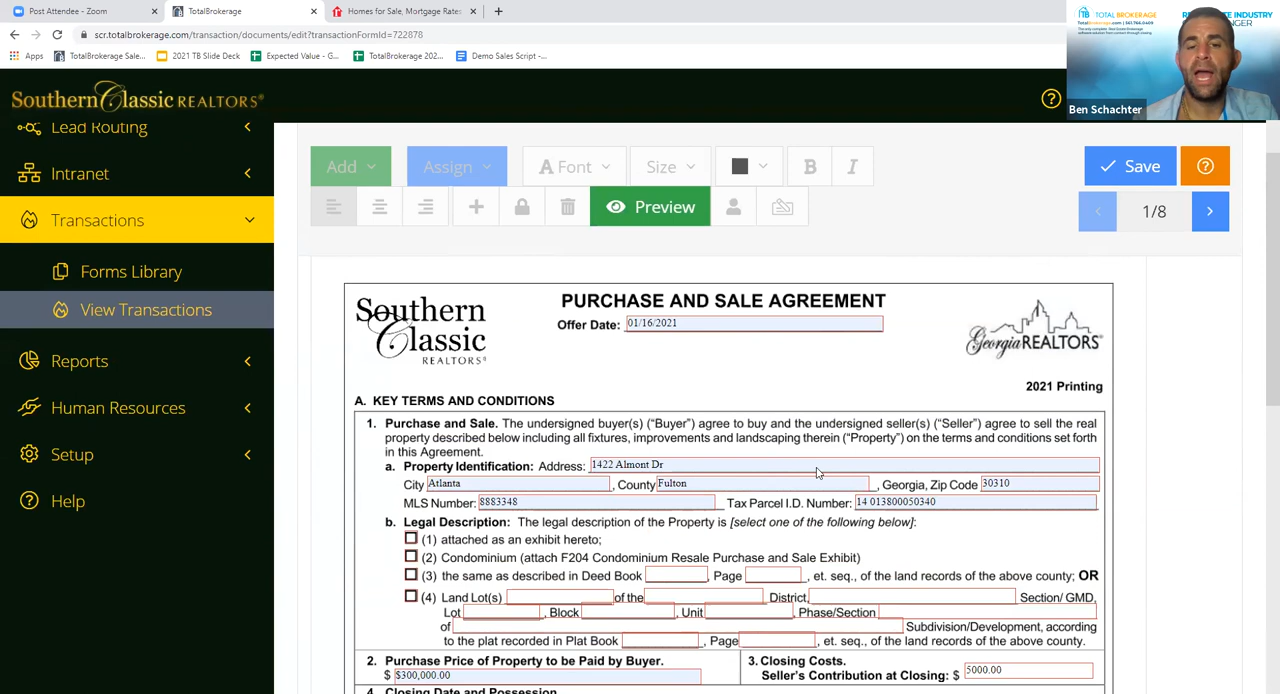 Post Attendee - Zoom
TotalBrokerage
Homes for Sale, Mortgage Rate
scr.totalbrokerage.com/transaction/documents/edit?transactionFormId=723078
Apps
TotalBrokerage Sale...
2021 TB Slide Deck
Expected Value - G...
TotalBrokerage 202...
Demo Sales Script -...
TOTAL BROKERAGE
INDUSTRY
Ben Schachter
Southern Classic REALTORS®
Lead Routing
Intranet
Transactions
Forms Library
View Transactions
Reports
Human Resources
Setup
Help
Add
Assign
A Font
Size
B
I
Save
Preview
1/8
Southern Classic REALTORS®
PURCHASE AND SALE AGREEMENT
Offer Date: 01/16/2021
Georgia REALTORS®
2021 Printing
A. KEY TERMS AND CONDITIONS
1. Purchase and Sale. The undersigned buyer(s) ("Buyer") agree to buy and the undersigned seller(s) ("Seller") agree to sell the real
property described below including all fixtures, improvements and landscaping therein ("Property") on the terms and conditions set forth
in this Agreement.
a. Property Identification: Address: 1422 Almont Dr
City Atlanta, County Fulton, Georgia, Zip Code 30310
MLS Number: 8883348 Tax Parcel I.D. Number: 14 013800050340
b. Legal Description: The legal description of the Property is [select one of the following below]:
(1) attached as an exhibit hereto;
(2) Condominium (attach F204 Condominium Resale Purchase and Sale Exhibit)
(3) the same as described in Deed Book , Page , et. seq., of the land records of the above county; OR
(4) Land Lot(s) of the District, Section/ GMD,
Lot , Block , Unit , Phase/Section
of Subdivision/Development, according
to the plat recorded in Plat Book , Page , et. seq., of the land records of the above county.
2. Purchase Price of Property to be Paid by Buyer.
$ $300,000.00
3. Closing Costs.
Seller's Contribution at Closing: $ 5000.00
4. Closing Date and Possession.